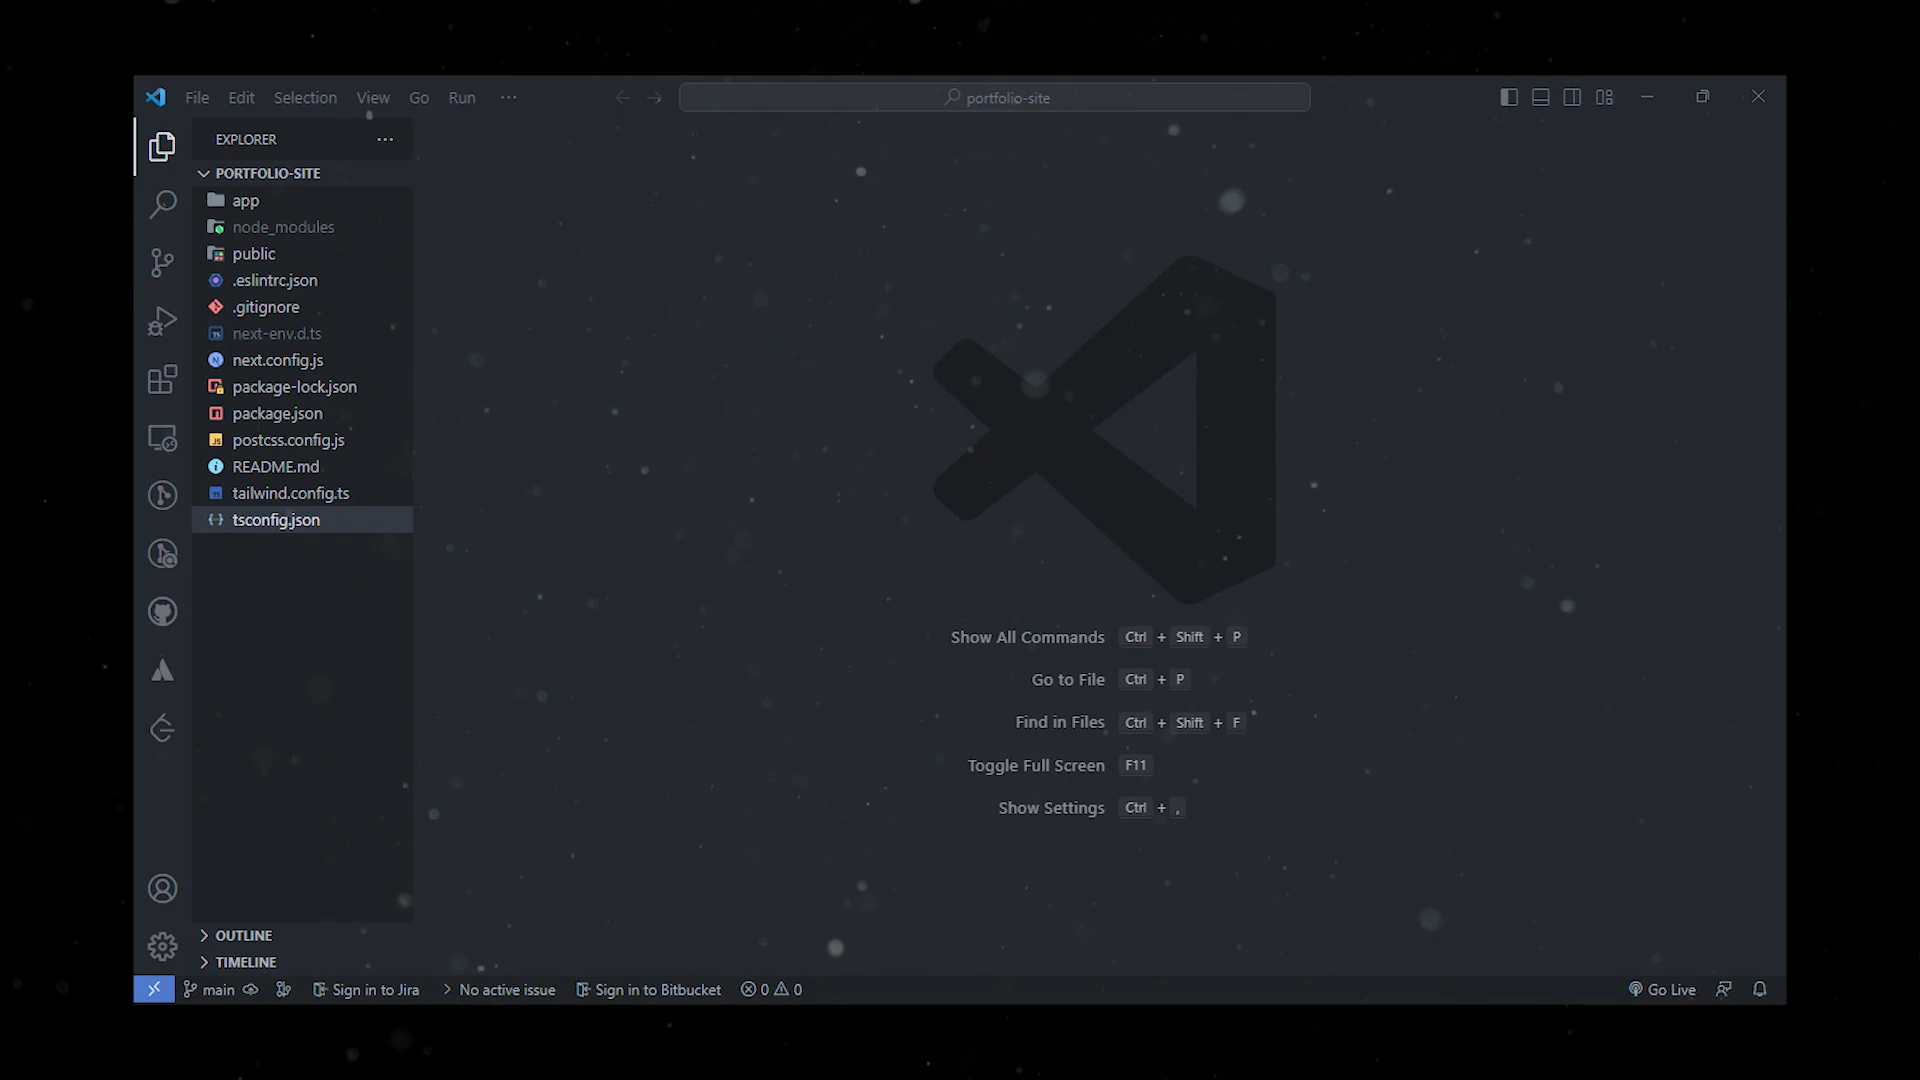 File Edit Selection View Go Run ···
portfolio-site
EXPLORER ···
PORTFOLIO-SITE
app
node_modules
public
.eslintrc.json
.gitignore
next-env.d.ts
next.config.js
package-lock.json
package.json
postcss.config.js
README.md
tailwind.config.ts
tsconfig.json
Show All Commands Ctrl + Shift + P
Go to File Ctrl + P
Find in Files Ctrl + Shift + F
Toggle Full Screen F11
Show Settings Ctrl + ,
OUTLINE
TIMELINE
main Sign in to Jira No active issue Sign in to Bitbucket 0 0 Go Live